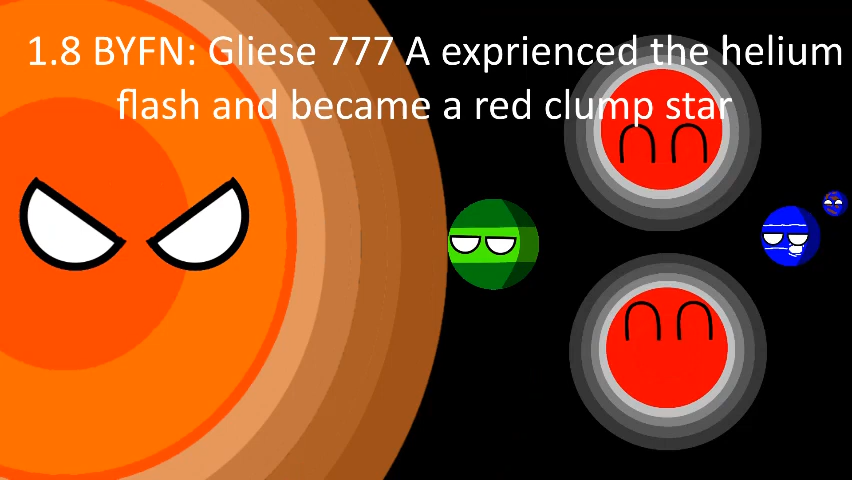 1.8 BYFN: Gliese 777 A exprienced the helium
flash and became a red clump star